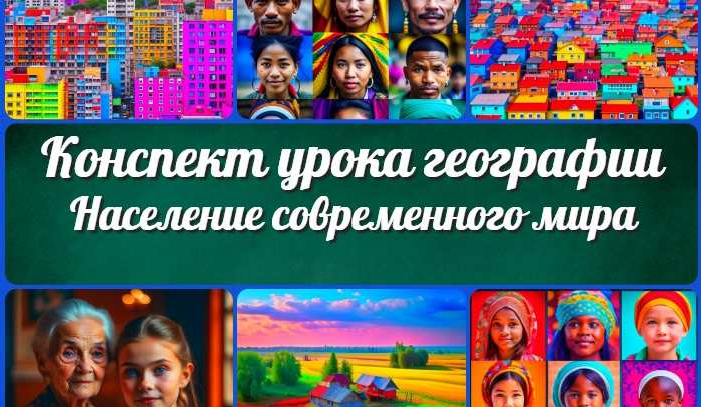 Конспект урока географии
Население современного мира